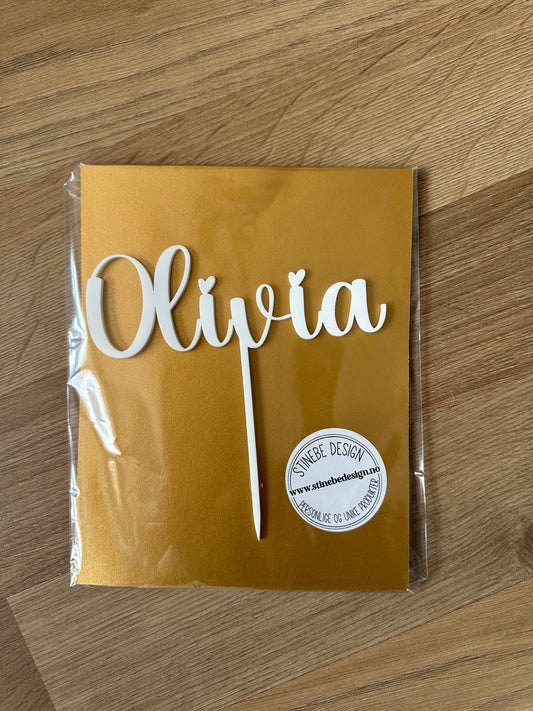 Olivia
STINEBE DESIGN
www.stinebedesign.no
PERSONLIGE OG UNIKE PRODUKTER